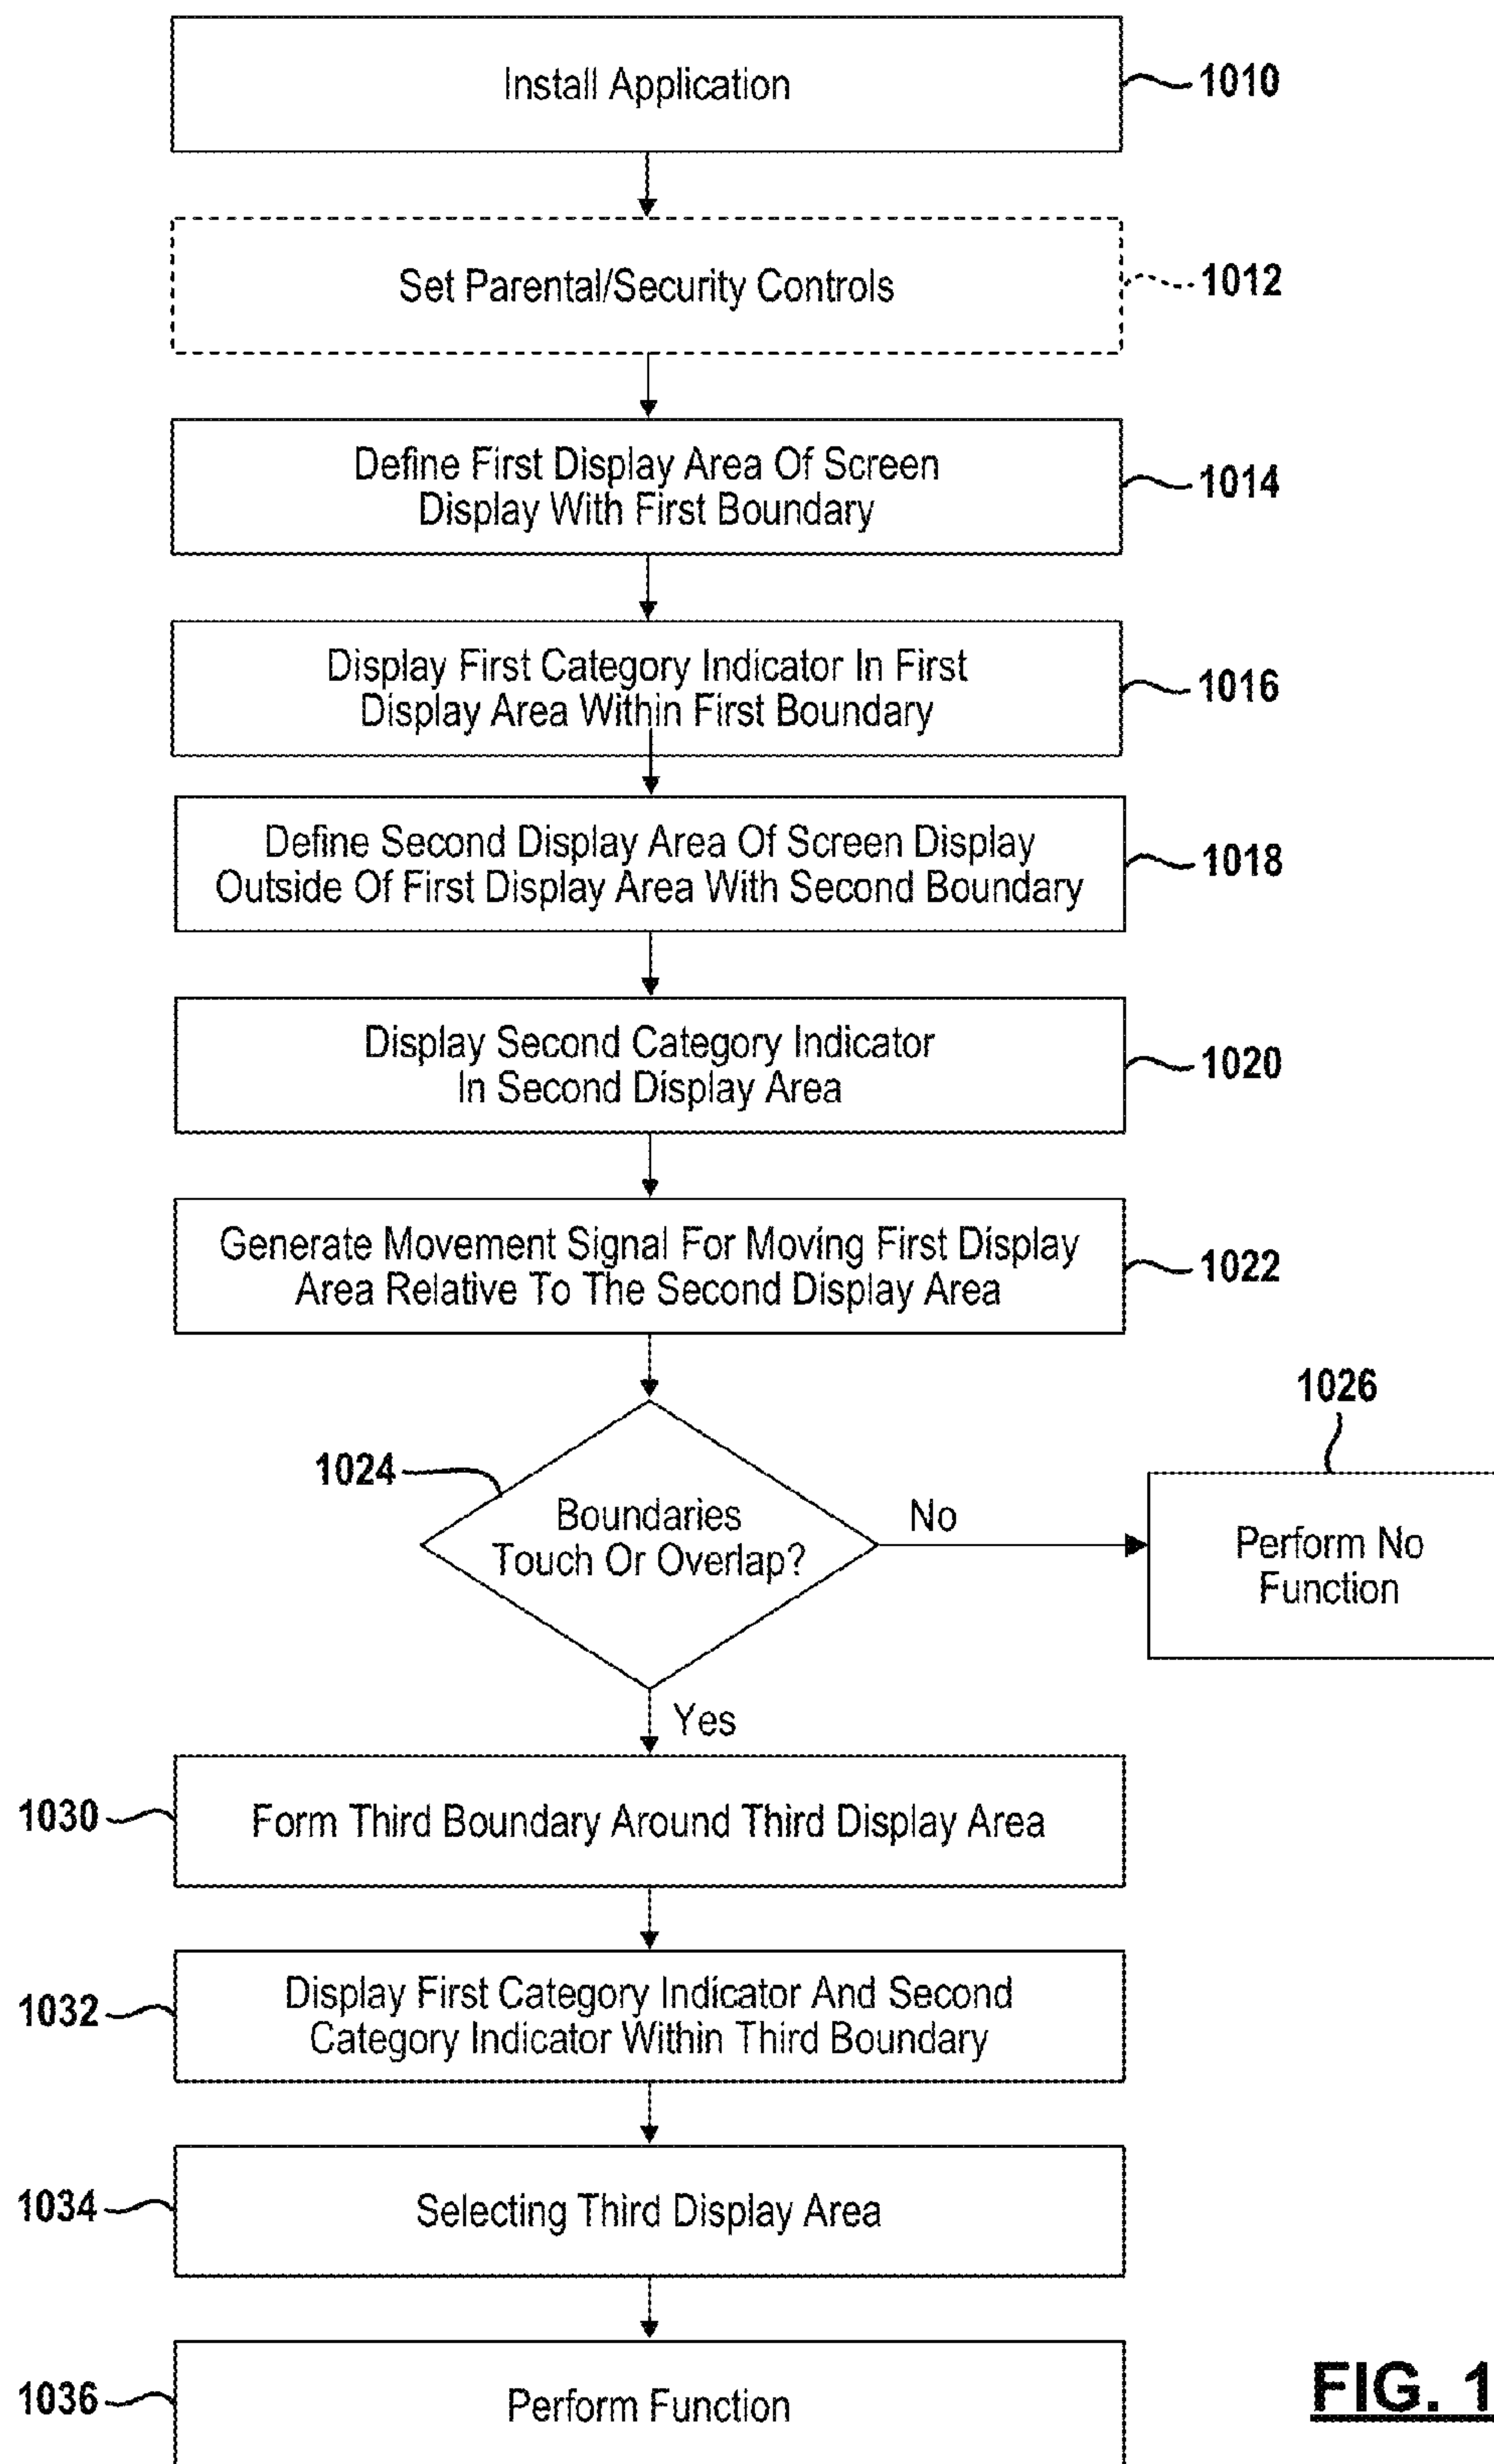 Install Application
1010
Set Parental/Security Controls
1012
Define First Display Area Of Screen
Display With First Boundary
1014
Display First Category Indicator In First
Display Area Within First Boundary
1016
Define Second Display Area Of Screen Display
Outside Of First Display Area With Second Boundary
1018
Display Second Category Indicator
In Second Display Area
1020
Generate Movement Signal For Moving First Display
Area Relative To The Second Display Area
1022
1024
Boundaries
Touch Or Overlap?
No
1026
Perform No
Function
Yes
1030
Form Third Boundary Around Third Display Area
1032
Display First Category Indicator And Second
Category Indicator Within Third Boundary
1034
Selecting Third Display Area
1036
Perform Function
FIG. 1